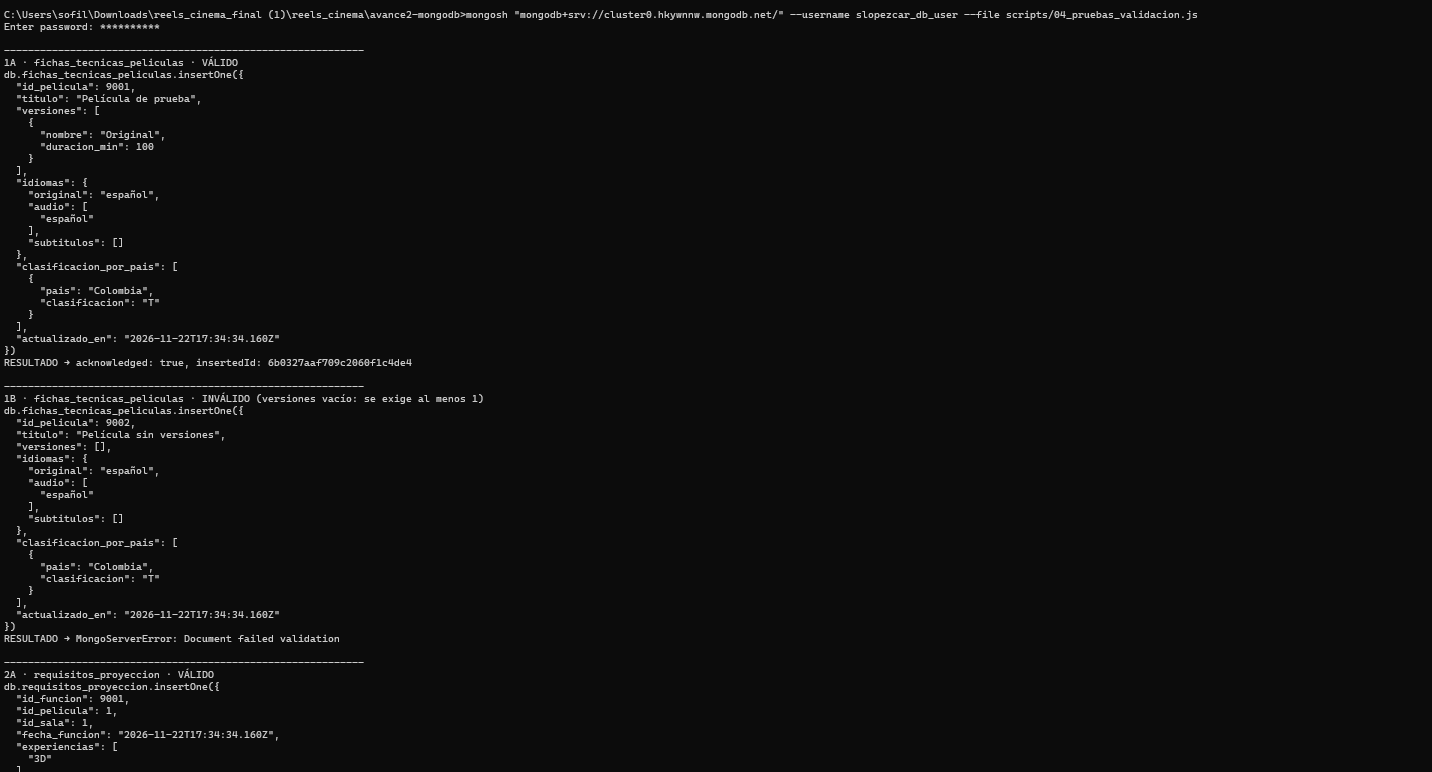 C:\Users\sofil\Downloads\reels_cinema_final (1)\reels_cinema\avance2-mongodb>mongosh "mongodb+srv://cluster0.hkywnnw.mongodb.net/" --username slopezcar_db_user --file scripts/04_pruebas_validacion.js
Enter password: **********
────────────────────────────────────────────────────────────
1A · fichas_tecnicas_peliculas · VÁLIDO
db.fichas_tecnicas_peliculas.insertOne({
  "id_pelicula": 9001,
  "titulo": "Película de prueba",
  "versiones": [
    {
      "nombre": "Original",
      "duracion_min": 100
    }
  ],
  "idiomas": {
    "original": "español",
    "audio": [
      "español"
    ],
    "subtitulos": []
  },
  "clasificacion_por_pais": [
    {
      "pais": "Colombia",
      "clasificacion": "T"
    }
  ],
  "actualizado_en": "2026-11-22T17:34:34.160Z"
})
RESULTADO → acknowledged: true, insertedId: 6b0327aaf709c2060f1c4de4
────────────────────────────────────────────────────────────
1B · fichas_tecnicas_peliculas · INVÁLIDO (versiones vacío: se exige al menos 1)
db.fichas_tecnicas_peliculas.insertOne({
  "id_pelicula": 9002,
  "titulo": "Película sin versiones",
  "versiones": [],
  "idiomas": {
    "original": "español",
    "audio": [
      "español"
    ],
    "subtitulos": []
  },
  "clasificacion_por_pais": [
    {
      "pais": "Colombia",
      "clasificacion": "T"
    }
  ],
  "actualizado_en": "2026-11-22T17:34:34.160Z"
})
RESULTADO → MongoServerError: Document failed validation
────────────────────────────────────────────────────────────
2A · requisitos_proyeccion · VÁLIDO
db.requisitos_proyeccion.insertOne({
  "id_funcion": 9001,
  "id_pelicula": 1,
  "id_sala": 1,
  "fecha_funcion": "2026-11-22T17:34:34.160Z",
  "experiencias": [
    "3D"
  ]